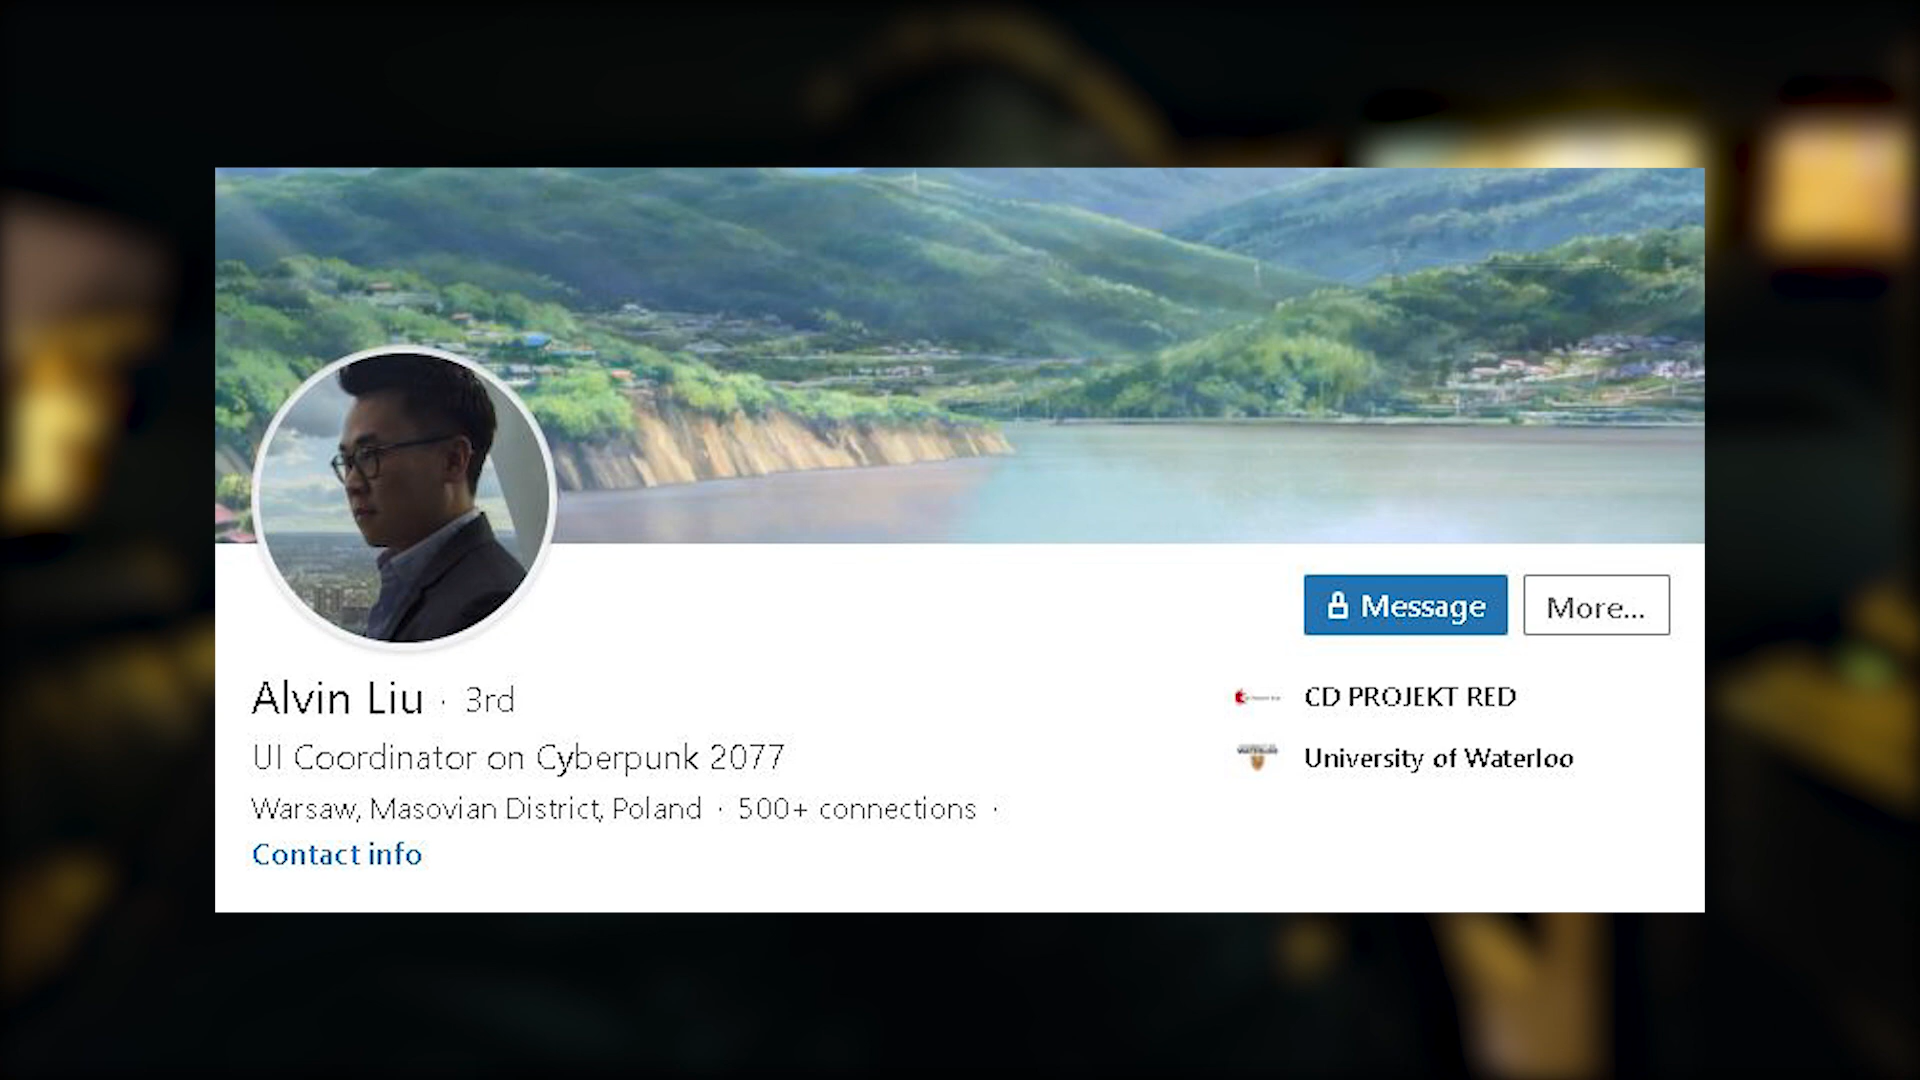 Message
More...
Alvin Liu · 3rd
UI Coordinator on Cyberpunk 2077
Warsaw, Masovian District, Poland · 500+ connections ·
Contact info
CD PROJEKT RED
University of Waterloo